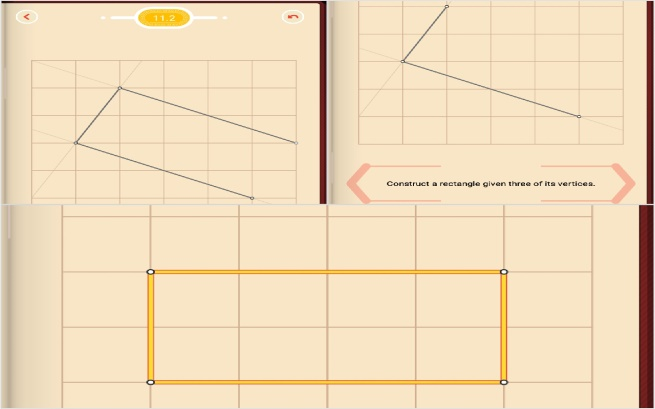 11.2
Construct a rectangle given three of its vertices.